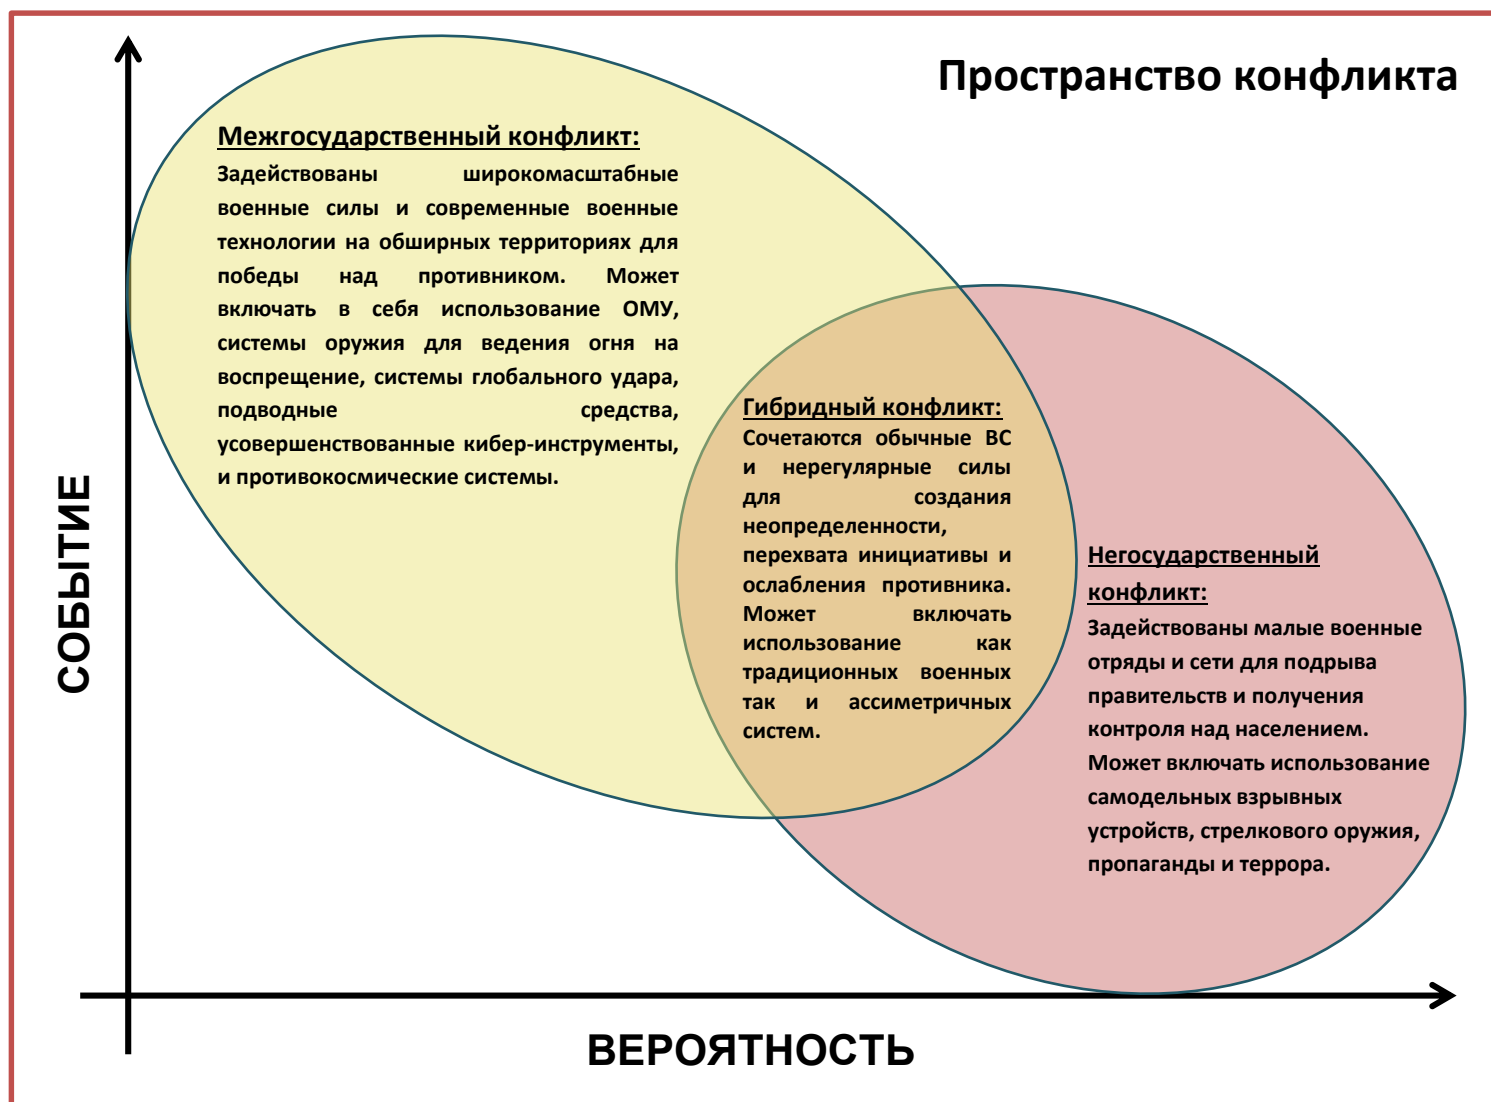 Пространство конфликта
Межгосударственный конфликт:
Задействованы широкомасштабные
военные силы и современные военные
технологии на обширных территориях для
победы над противником. Может
включать в себя использование ОМУ,
системы оружия для ведения огня на
воспрещение, системы глобального удара,
подводные средства,
усовершенствованные кибер-инструменты,
и противокосмические системы.
Гибридный конфликт:
Сочетаются обычные ВС
и нерегулярные силы
для создания
неопределенности,
перехвата инициативы и
ослабления противника.
Может включать
использование как
традиционных военных
так и ассиметричных
систем.
Негосударственный
конфликт:
Задействованы малые военные
отряды и сети для подрыва
правительств и получения
контроля над населением.
Может включать использование
самодельных взрывных
устройств, стрелкового оружия,
пропаганды и террора.
СОБЫТИЕ
ВЕРОЯТНОСТЬ